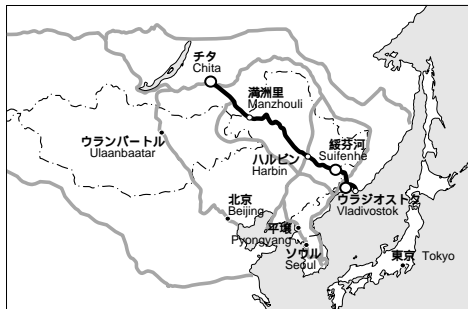 チタ
Chita
満洲里
Manzhouli
ウランバートル
Ulaanbaatar
ハルビン
Harbin
綏芬河
Suifenhe
ウラジオストク
Vladivostok
北京
Beijing
平壌
Pyongyang
ソウル
Seoul
東京 Tokyo